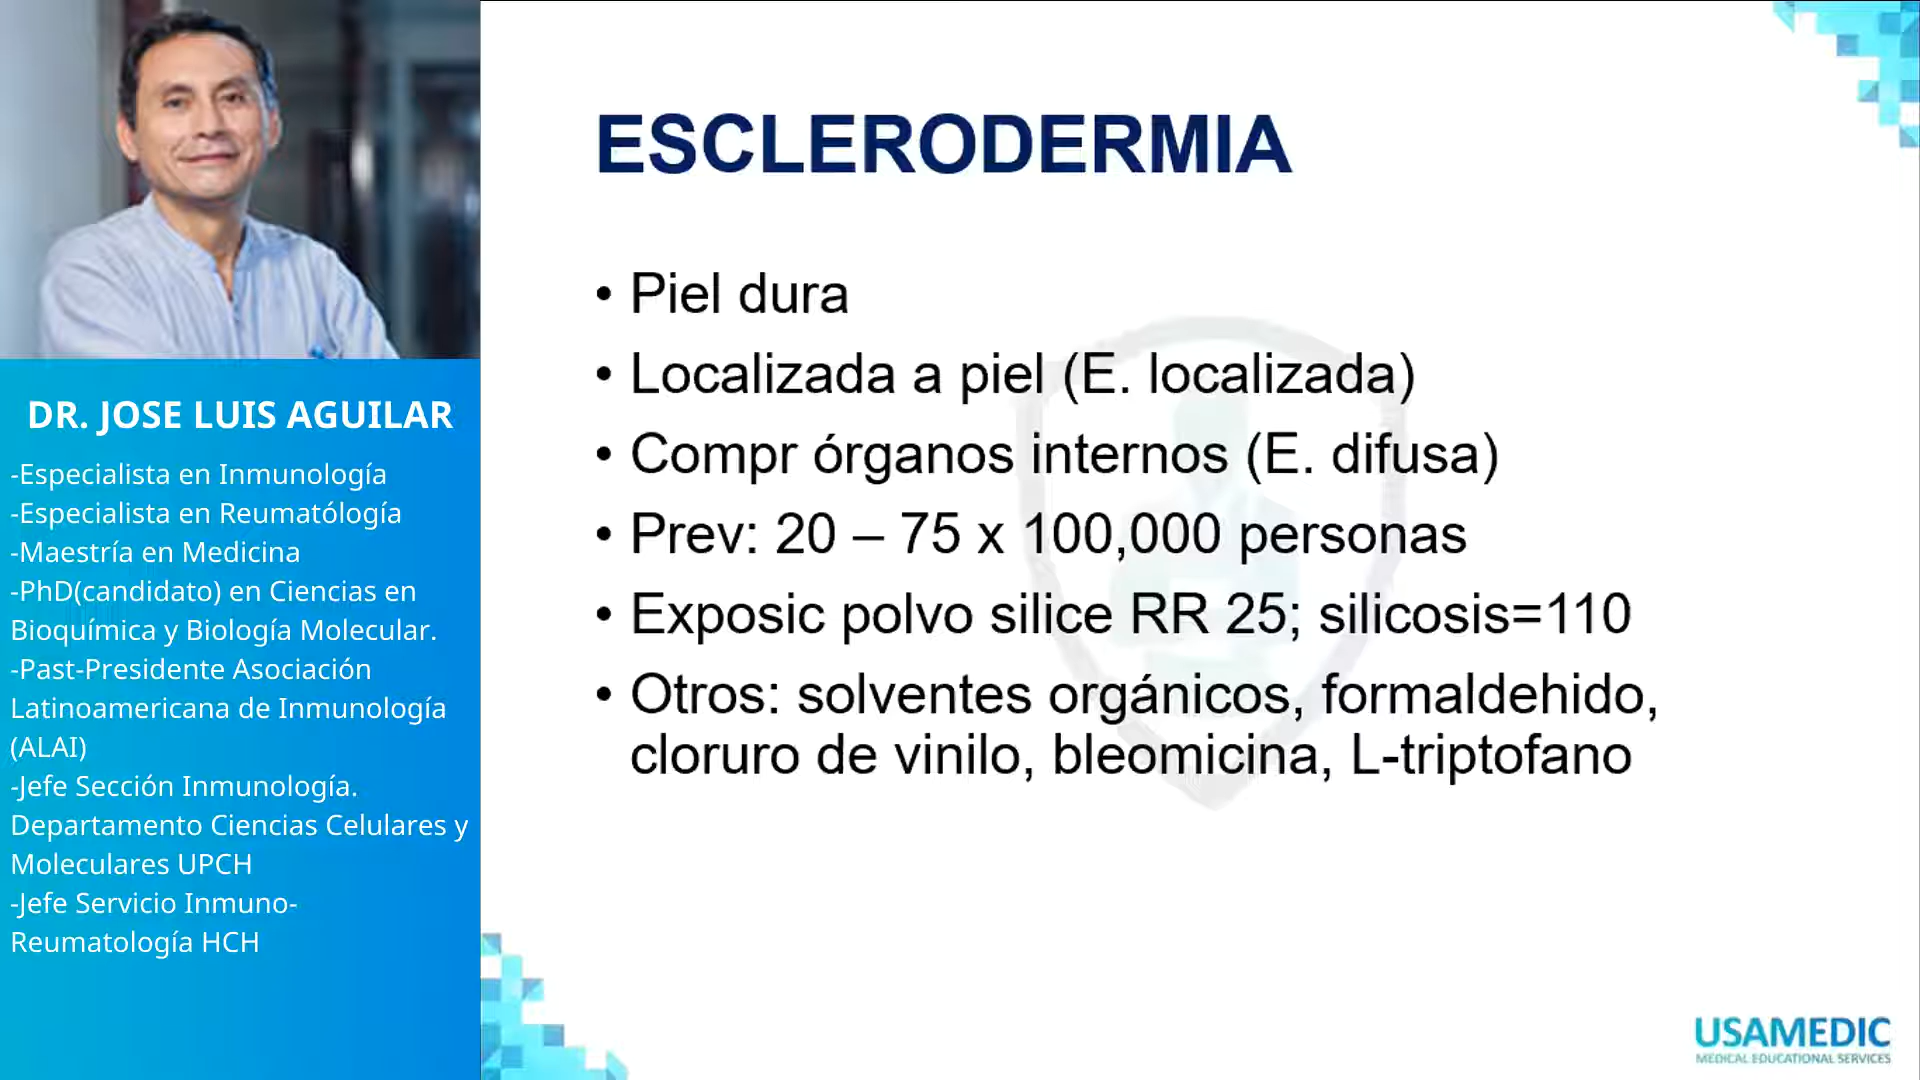 DR. JOSE LUIS AGUILAR
-Especialista en Inmunología
-Especialista en Reumatólogía
-Maestría en Medicina
-PhD(candidato) en Ciencias en
Bioquímica y Biología Molecular.
-Past-Presidente Asociación
Latinoamericana de Inmunología
(ALAI)
-Jefe Sección Inmunología.
Departamento Ciencias Celulares y
Moleculares UPCH
-Jefe Servicio Inmuno-
Reumatología HCH
ESCLERODERMIA
• Piel dura
• Localizada a piel (E. localizada)
• Compr órganos internos (E. difusa)
• Prev: 20 – 75 x 100,000 personas
• Exposic polvo silice RR 25; silicosis=110
• Otros: solventes orgánicos, formaldehido,
cloruro de vinilo, bleomicina, L-triptofano
USAMEDIC
MEDICAL EDUCATIONAL SERVICES